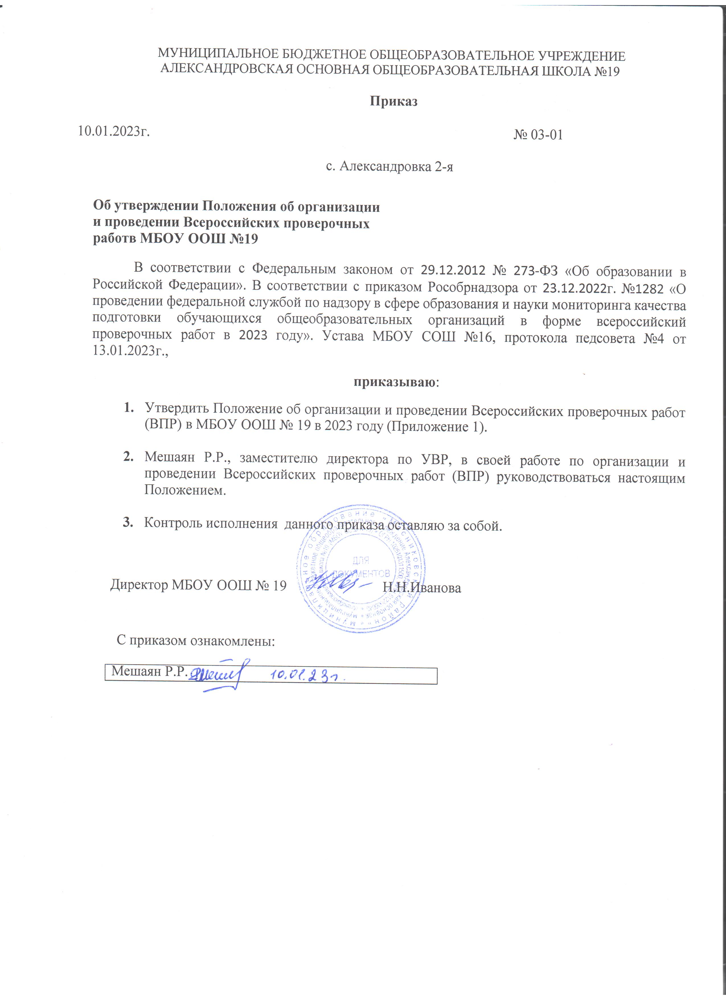 МУНИЦИПАЛЬНОЕ БЮДЖЕТНОЕ ОБЩЕОБРАЗОВАТЕЛЬНОЕ УЧРЕЖДЕНИЕ
АЛЕКСАНДРОВСКАЯ ОСНОВНАЯ ОБЩЕОБРАЗОВАТЕЛЬНАЯ ШКОЛА №19
Приказ
10.01.2023г. № 03-01
с. Александровка 2-я
Об утверждении Положения об организации
и проведении Всероссийских проверочных
работв МБОУ ООШ №19
В соответствии с Федеральным законом от 29.12.2012 № 273-ФЗ «Об образовании в
Российской Федерации». В соответствии с приказом Рособрнадзора от 23.12.2022г. №1282 «О
проведении федеральной службой по надзору в сфере образования и науки мониторинга качества
подготовки обучающихся общеобразовательных организаций в форме всероссийский
проверочных работ в 2023 году». Устава МБОУ СОШ №16, протокола педсовета №4 от
13.01.2023г.,
приказываю:
1. Утвердить Положение об организации и проведении Всероссийских проверочных работ
(ВПР) в МБОУ ООШ № 19 в 2023 году (Приложение 1).
2. Мешаян Р.Р., заместителю директора по УВР, в своей работе по организации и
проведении Всероссийских проверочных работ (ВПР) руководствоваться настоящим
Положением.
3. Контроль исполнения данного приказа оставляю за собой.
муниципальное образование «Мясниковский район»
ДЛЯ
ДОКУМЕНТОВ
Директор МБОУ ООШ № 19 Н.Н.Иванова
С приказом ознакомлены:
Мешаян Р.Р. 10.01.23г.